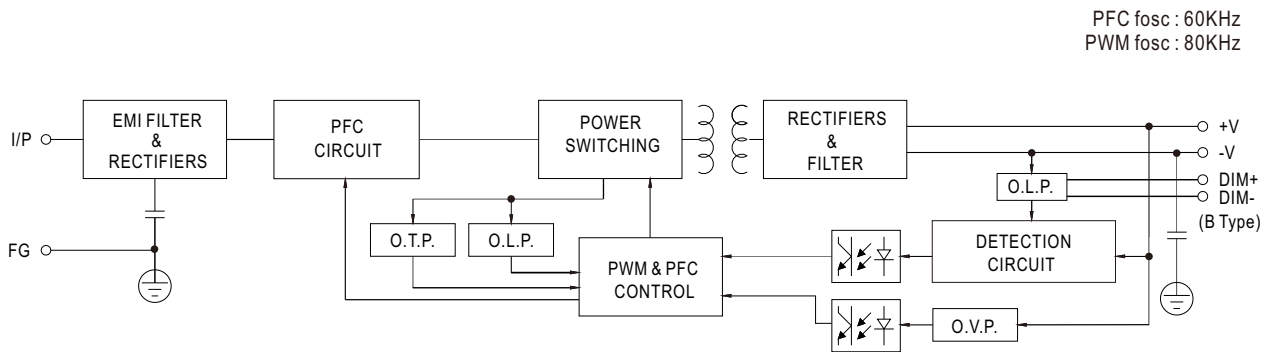 PFC fosc : 60KHz
PWM fosc : 80KHz
I/P
EMI FILTER
&
RECTIFIERS
PFC
CIRCUIT
POWER
SWITCHING
RECTIFIERS
&
FILTER
+V
-V
DIM+
DIM-
(B Type)
O.L.P.
FG
O.T.P.
O.L.P.
PWM & PFC
CONTROL
DETECTION
CIRCUIT
O.V.P.